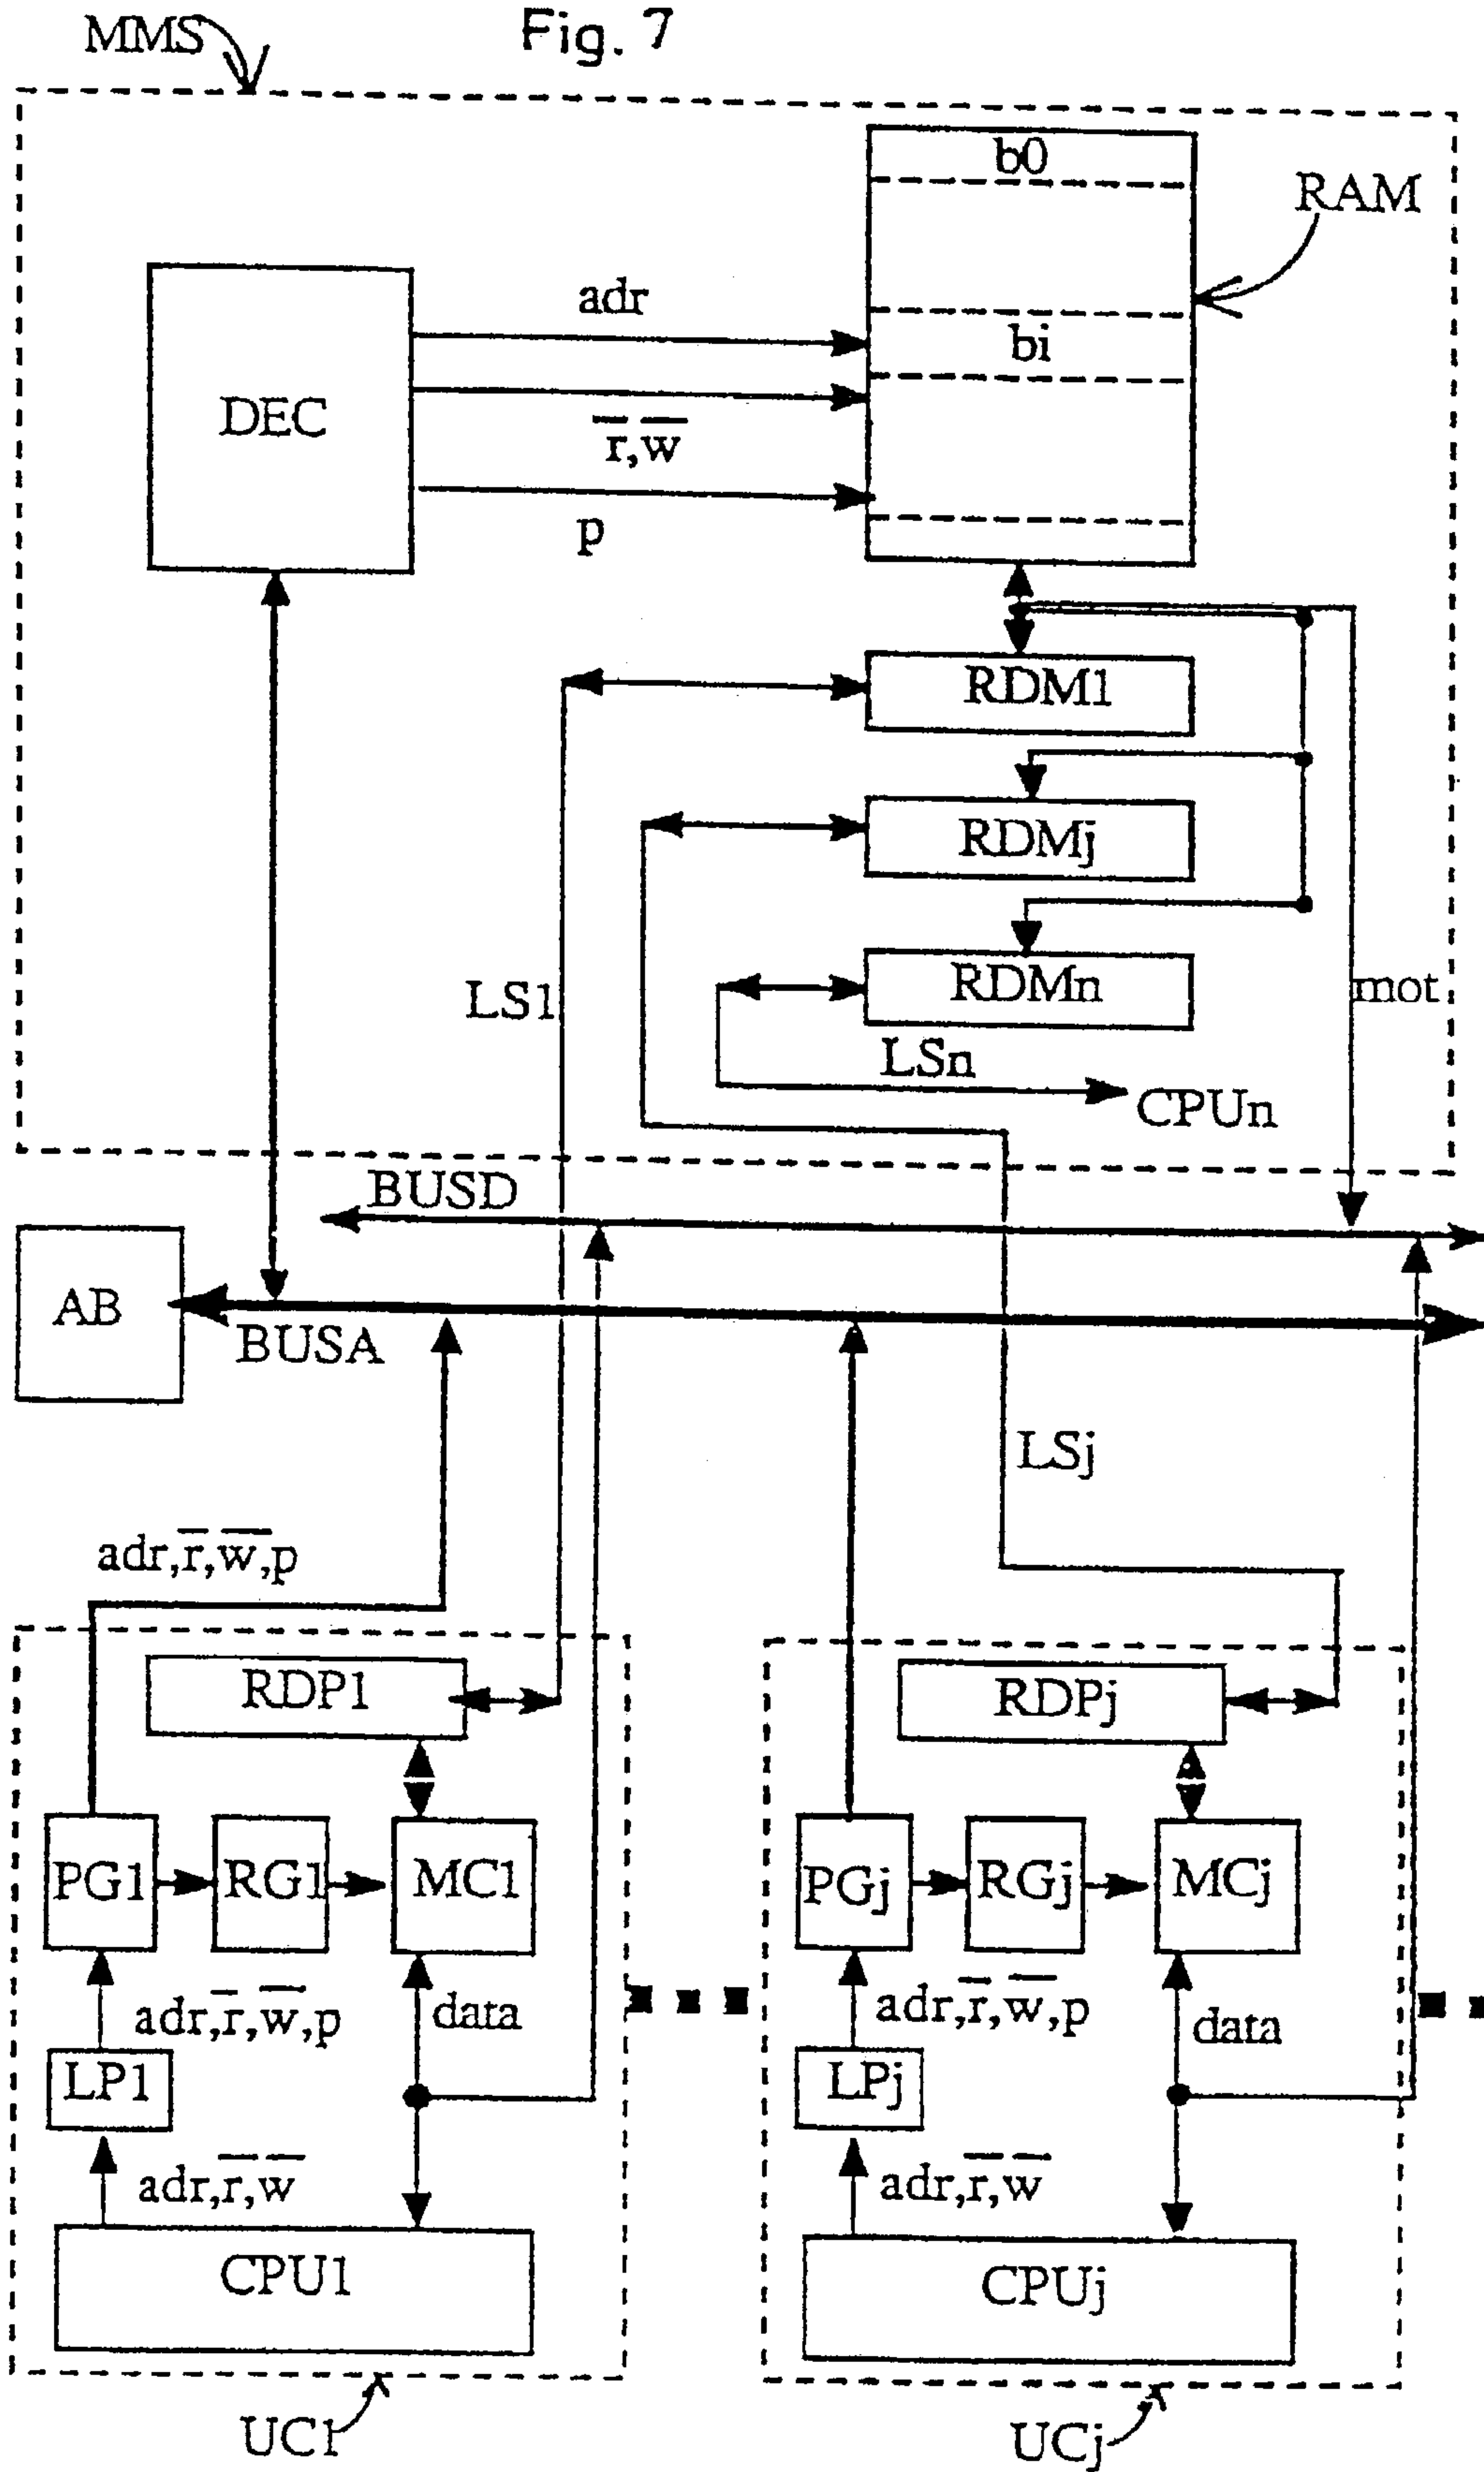 MMS
Fig. 7
b0
RAM
adr
bi
DEC
r̅,w̅
p
RDM1
RDMj
RDMn
LS1
mot
LSn
CPUn
BUSD
AB
BUSA
LSj
adr,r̅,w̅,p
RDP1
RDPj
PG1
RG1
MC1
PGj
RGj
MCj
adr,r̅,w̅,p
data
adr,r̅,w̅,p
data
LP1
LPj
adr,r̅,w̅
adr,r̅,w̅
CPU1
CPUj
UC1
UCj